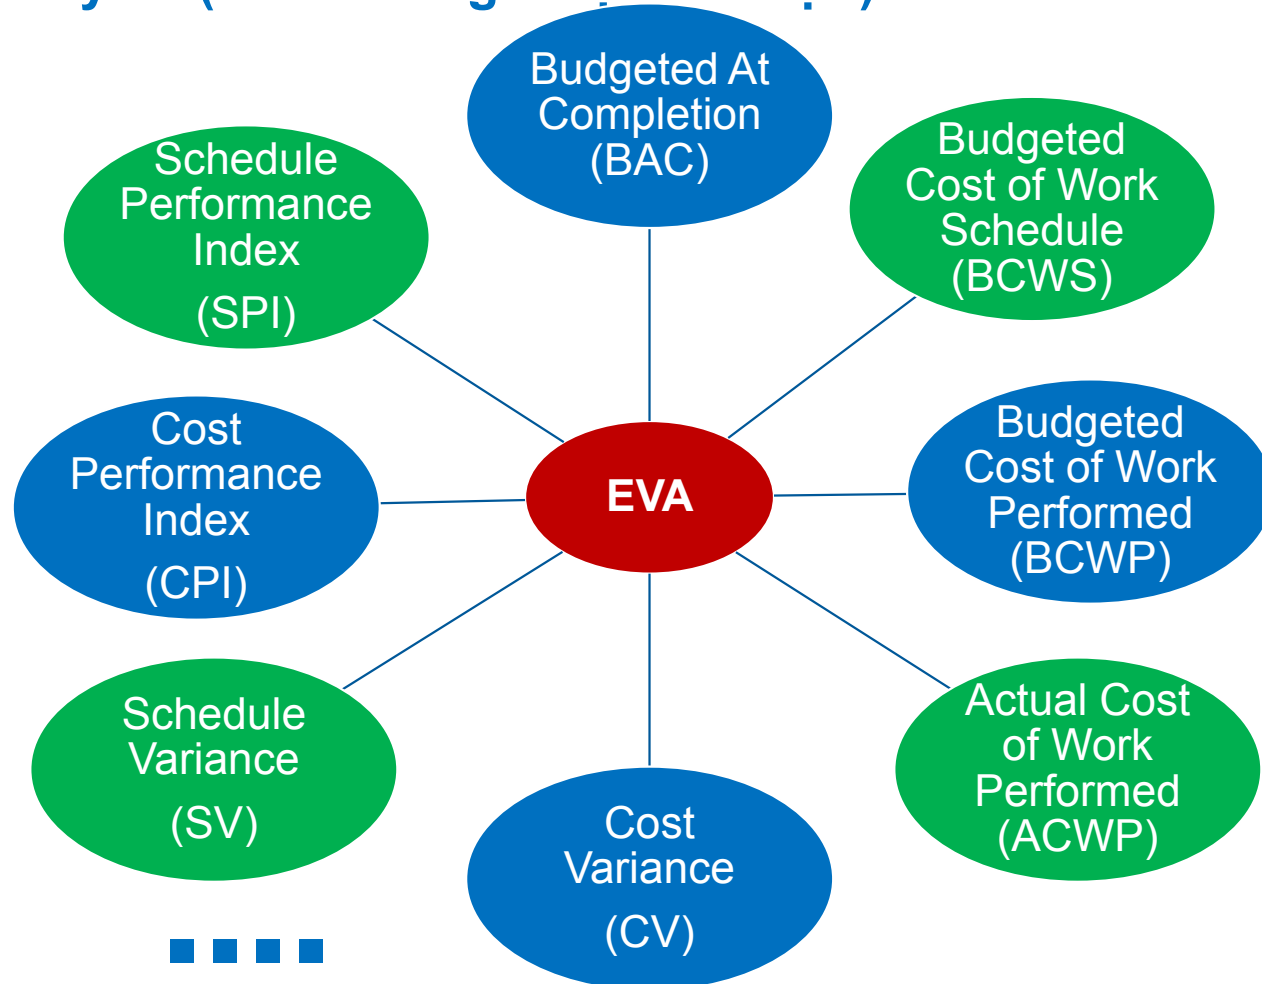 Budgeted At
Completion
(BAC)
Budgeted
Cost of Work
Schedule
(BCWS)
Budgeted
Cost of Work
Performed
(BCWP)
Actual Cost
of Work
Performed
(ACWP)
Cost
Variance
(CV)
Schedule
Variance
(SV)
Cost
Performance
Index
(CPI)
Schedule
Performance
Index
(SPI)
EVA